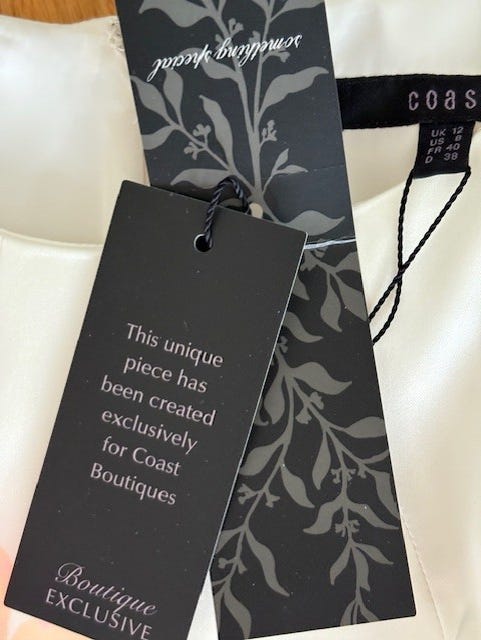 something special
coas
UK 12
US 8
FR 40
D 38
This unique
piece has
been created
exclusively
for Coast
Boutiques
Boutique
EXCLUSIVE